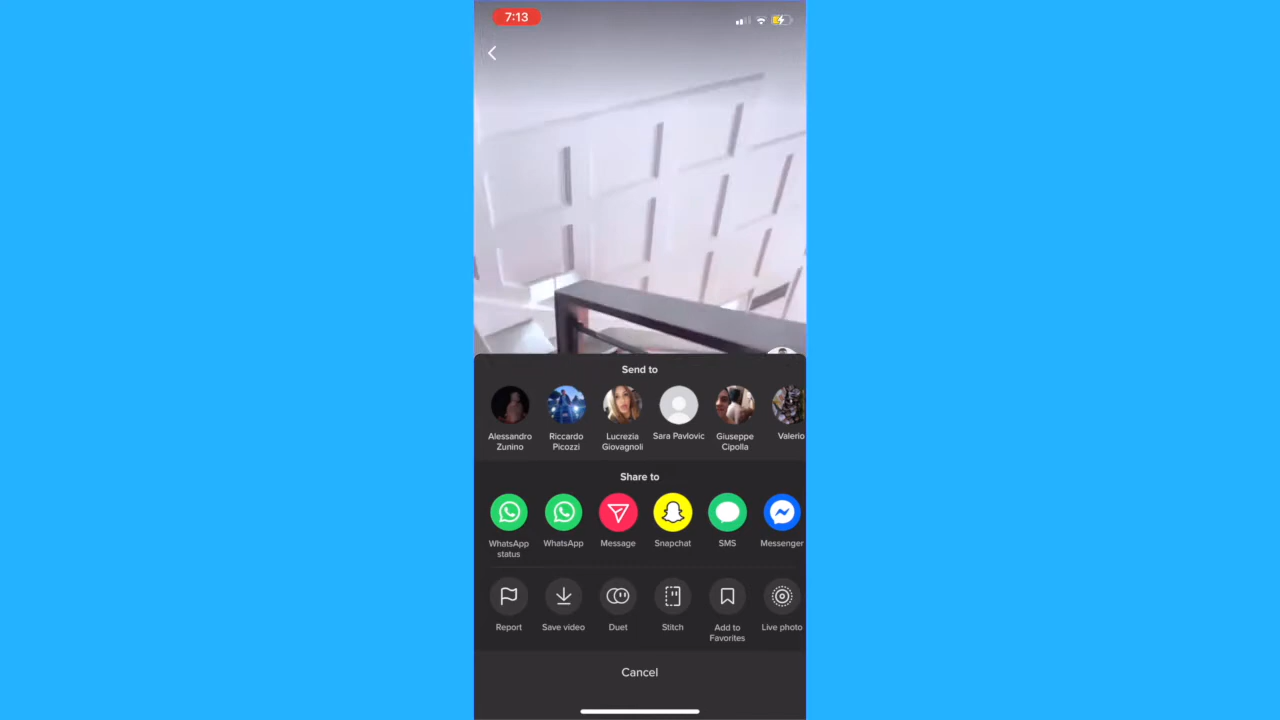 7:13
Send to
Alessandro Zunino
Riccardo Picozzi
Lucrezia Giovagnoli
Sara Pavlovic
Giuseppe Cipolla
Valerio
Share to
WhatsApp status
WhatsApp
Message
Snapchat
SMS
Messenger
Report
Save video
Duet
Stitch
Add to Favorites
Live photo
Cancel